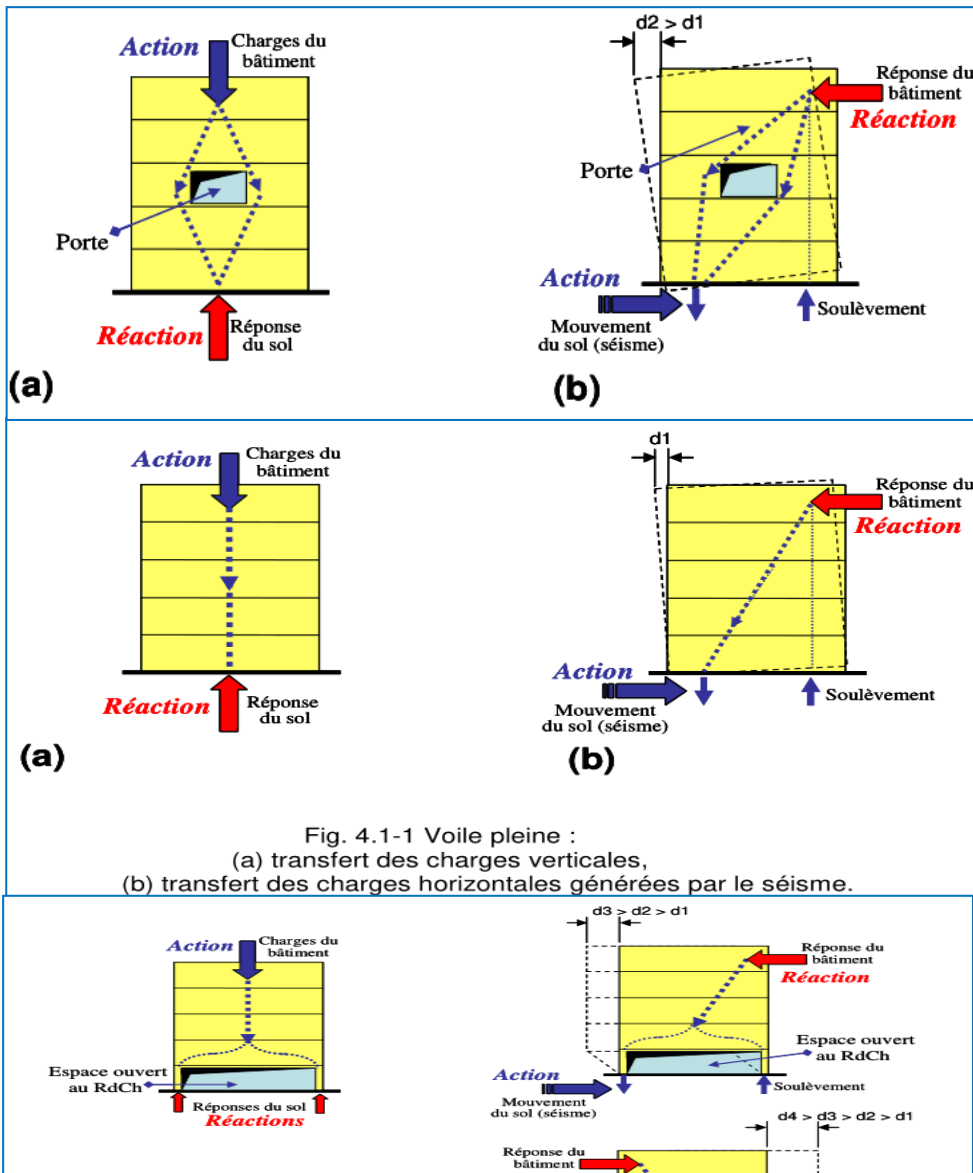 Action
Charges du
bâtiment
Porte
Réaction
Réponse
du sol
(a)
d2 > d1
Réponse du
bâtiment
Réaction
Porte
Action
Mouvement
du sol (séisme)
Soulèvement
(b)
Action
Charges du
bâtiment
Réaction
Réponse
du sol
(a)
d1
Réponse du
bâtiment
Réaction
Action
Mouvement
du sol (séisme)
Soulèvement
(b)
Fig. 4.1-1 Voile pleine :
(a) transfert des charges verticales,
(b) transfert des charges horizontales générées par le séisme.
Action
Charges du
bâtiment
Espace ouvert
au RdCh
Réponses du sol
Réactions
d3 > d2 > d1
Réponse du
bâtiment
Réaction
Espace ouvert
au RdCh
Action
Mouvement
du sol (séisme)
Soulèvement
d4 > d3 > d2 > d1
Réponse du
bâtiment